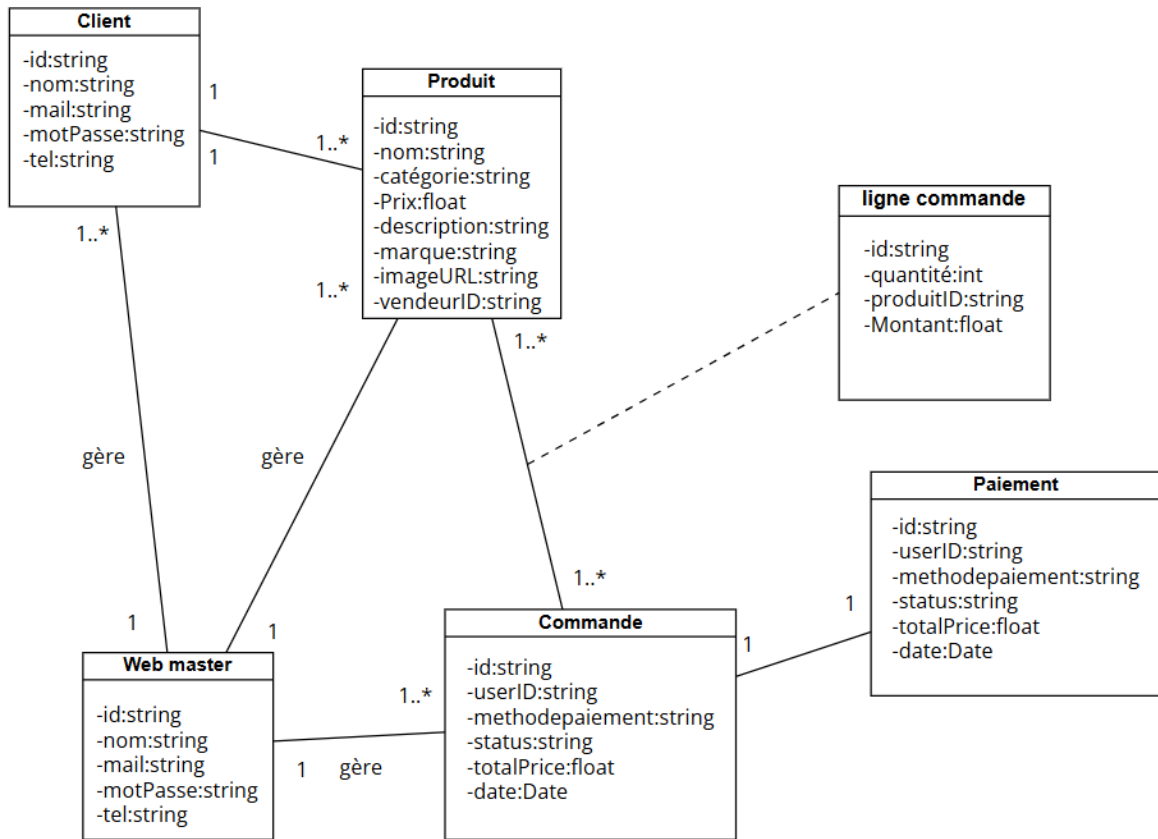 Client
-id:string
-nom:string
-mail:string
-motPasse:string
-tel:string
1
1
1..*
Produit
-id:string
-nom:string
-catégorie:string
-Prix:float
-description:string
-marque:string
-imageURL:string
-vendeurID:string
ligne commande
-id:string
-quantité:int
-produitID:string
-Montant:float
1..*
1..*
1..*
gère
gère
Paiement
-id:string
-userID:string
-methodepaiement:string
-status:string
-totalPrice:float
-date:Date
1..*
1
1
1
1
Web master
-id:string
-nom:string
-mail:string
-motPasse:string
-tel:string
1..*
1
gère
Commande
-id:string
-userID:string
-methodepaiement:string
-status:string
-totalPrice:float
-date:Date